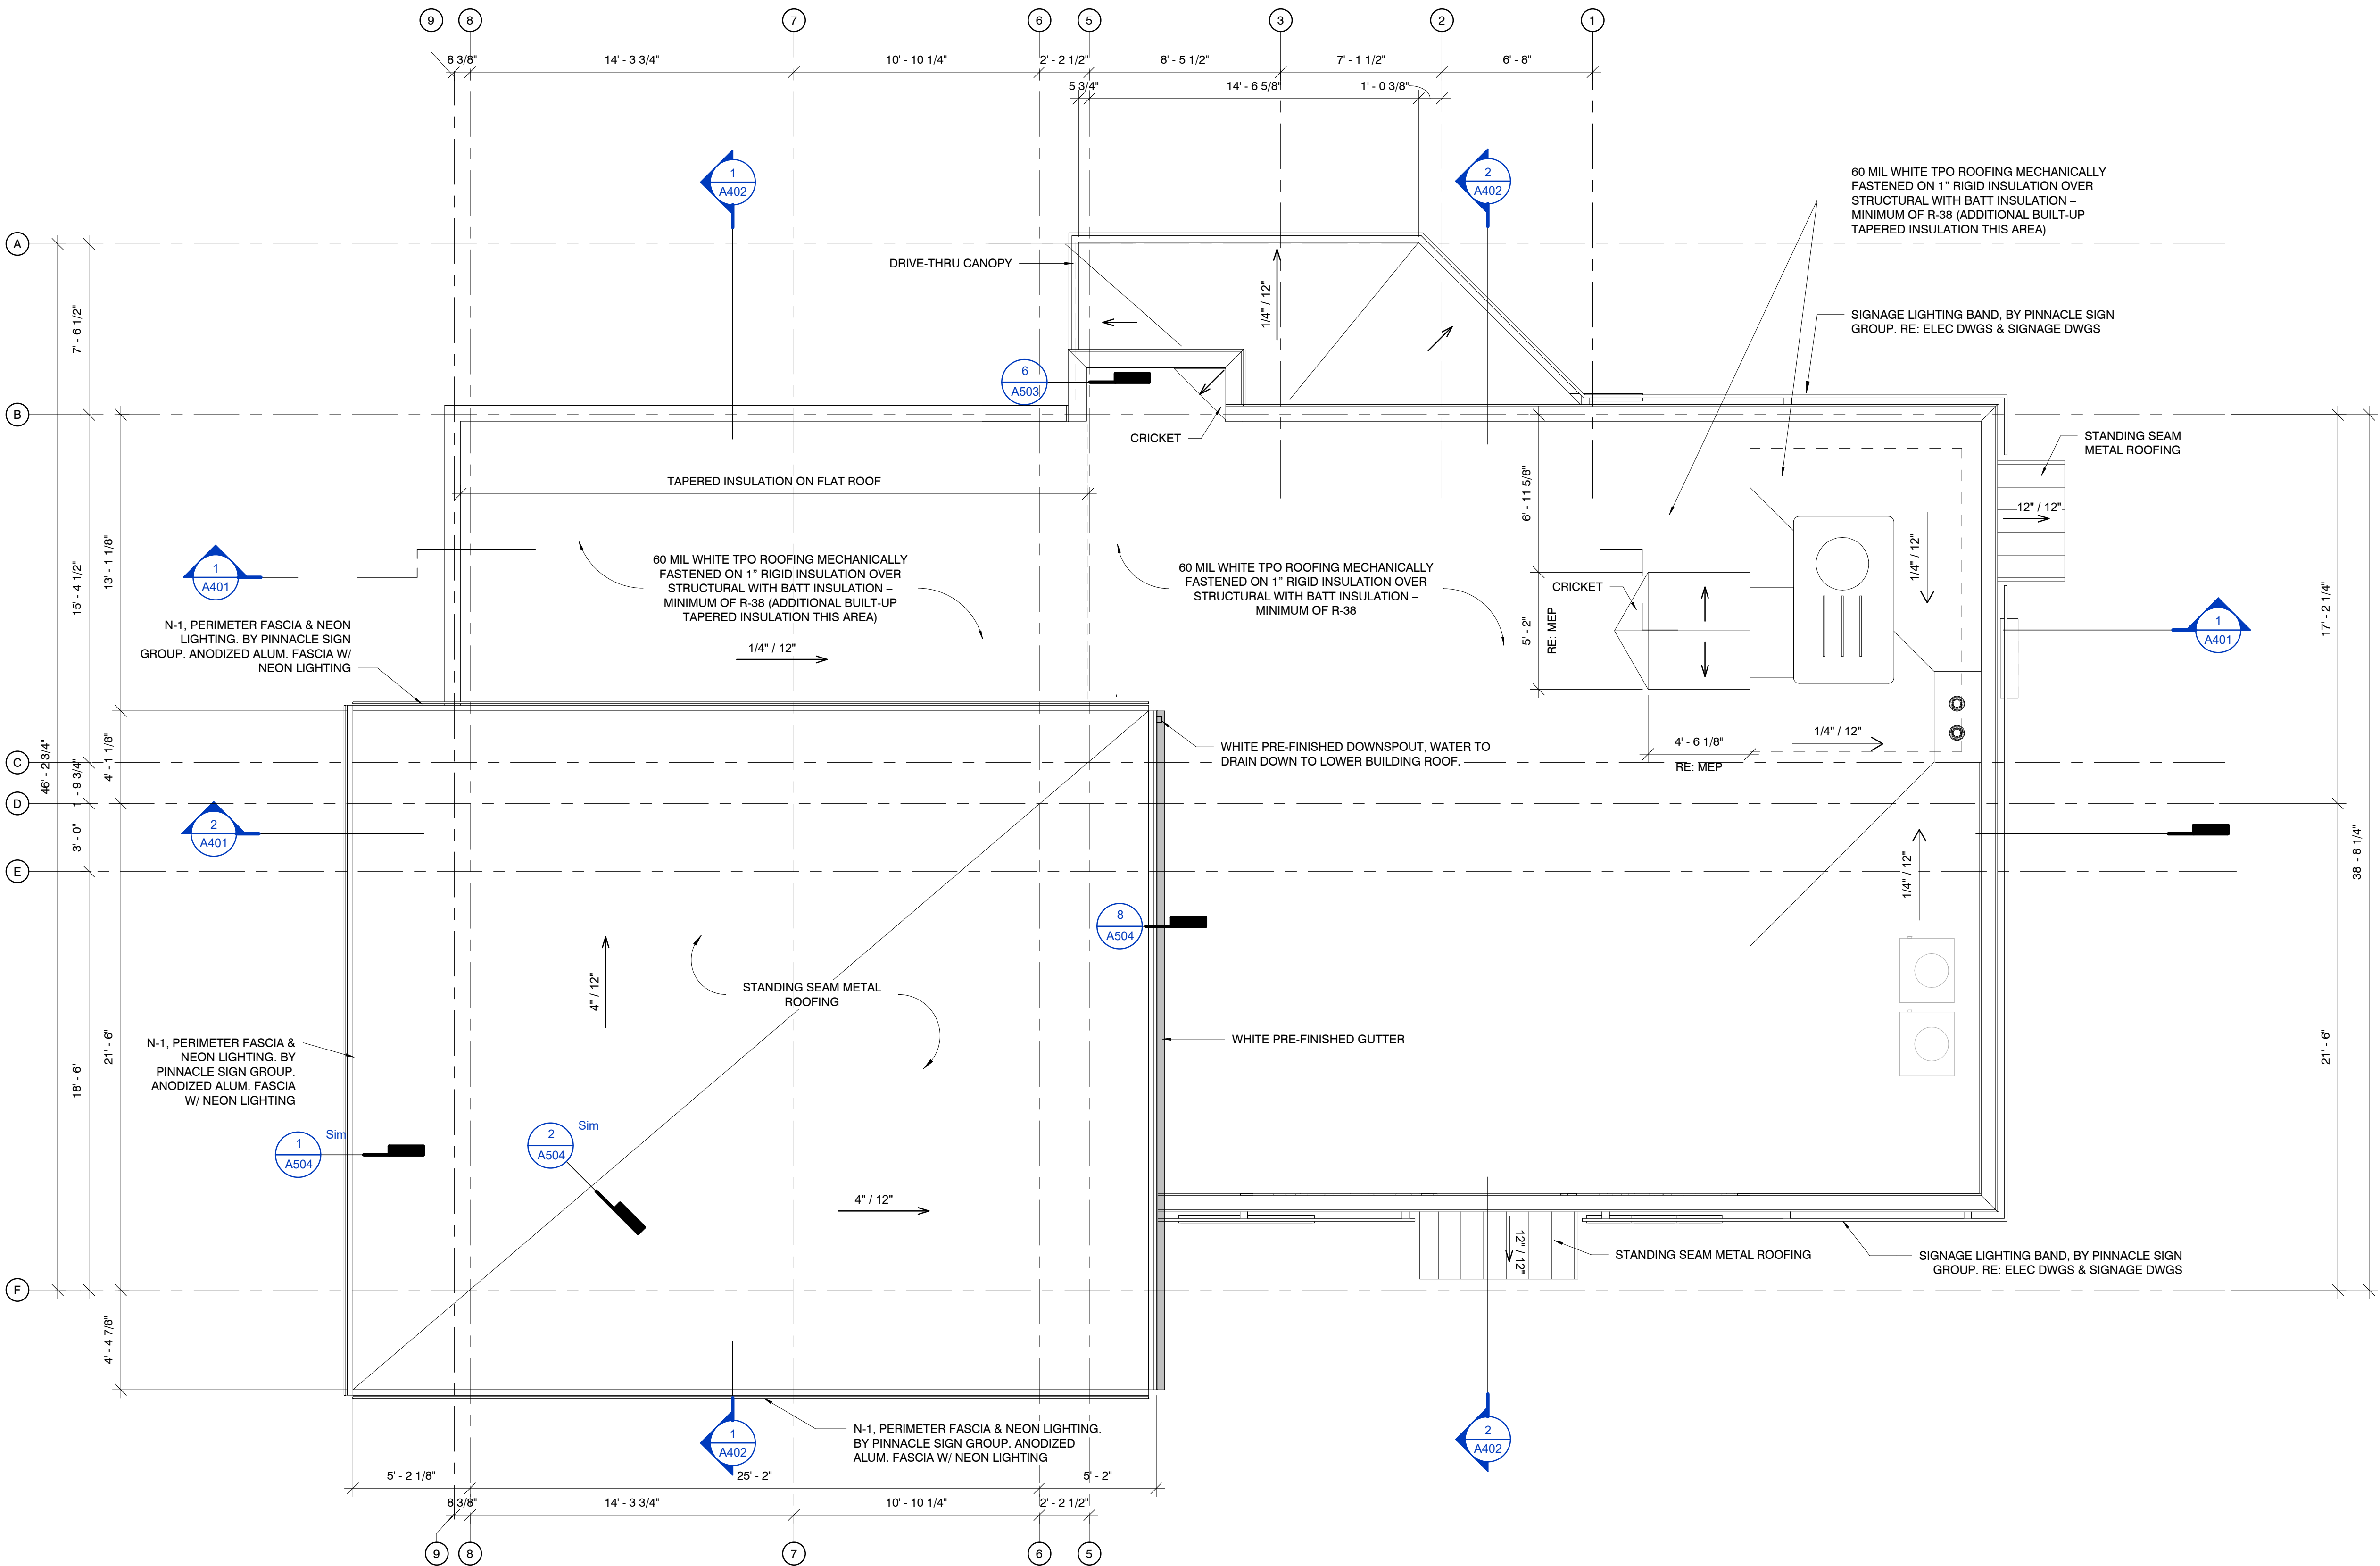 9
8
7
6
5
3
2
1
8 3/8"
14' - 3 3/4"
10' - 10 1/4"
2' - 2 1/2"
8' - 5 1/2"
7' - 1 1/2"
6' - 8"
5 3/4"
14' - 6 5/8"
1' - 0 3/8"
1
A402
2
A402
60 MIL WHITE TPO ROOFING MECHANICALLY
FASTENED ON 1" RIGID INSULATION OVER
STRUCTURAL WITH BATT INSULATION –
MINIMUM OF R-38 (ADDITIONAL BUILT-UP
TAPERED INSULATION THIS AREA)
A
DRIVE-THRU CANOPY
1/4" / 12"
7' - 6 1/2"
SIGNAGE LIGHTING BAND, BY PINNACLE SIGN
GROUP. RE: ELEC DWGS & SIGNAGE DWGS
6
A503
B
CRICKET
STANDING SEAM
METAL ROOFING
TAPERED INSULATION ON FLAT ROOF
6' - 11 5/8"
12" / 12"
15' - 4 1/2"
13' - 1 1/8"
1
A401
60 MIL WHITE TPO ROOFING MECHANICALLY
FASTENED ON 1" RIGID INSULATION OVER
STRUCTURAL WITH BATT INSULATION –
MINIMUM OF R-38 (ADDITIONAL BUILT-UP
TAPERED INSULATION THIS AREA)
60 MIL WHITE TPO ROOFING MECHANICALLY
FASTENED ON 1" RIGID INSULATION OVER
STRUCTURAL WITH BATT INSULATION –
MINIMUM OF R-38
CRICKET
1/4" / 12"
5' - 2"
RE: MEP
17' - 2 1/4"
1
A401
N-1, PERIMETER FASCIA & NEON
LIGHTING. BY PINNACLE SIGN
GROUP. ANODIZED ALUM. FASCIA W/
NEON LIGHTING
1/4" / 12"
WHITE PRE-FINISHED DOWNSPOUT, WATER TO
DRAIN DOWN TO LOWER BUILDING ROOF.
4' - 6 1/8"
RE: MEP
1/4" / 12"
46' - 2 3/4"
1' - 9 3/4"
4' - 1 1/8"
C
D
3' - 0"
2
A401
E
1/4" / 12"
38' - 8 1/4"
8
A504
4" / 12"
STANDING SEAM METAL
ROOFING
WHITE PRE-FINISHED GUTTER
18' - 6"
21' - 6"
21' - 6"
N-1, PERIMETER FASCIA &
NEON LIGHTING. BY
PINNACLE SIGN GROUP.
ANODIZED ALUM. FASCIA
W/ NEON LIGHTING
1
A504
Sim
2
A504
Sim
4" / 12"
12" / 12"
STANDING SEAM METAL ROOFING
SIGNAGE LIGHTING BAND, BY PINNACLE SIGN
GROUP. RE: ELEC DWGS & SIGNAGE DWGS
F
4' - 4 7/8"
1
A402
N-1, PERIMETER FASCIA & NEON LIGHTING.
BY PINNACLE SIGN GROUP. ANODIZED
ALUM. FASCIA W/ NEON LIGHTING
2
A402
5' - 2 1/8"
25' - 2"
5' - 2"
8 3/8"
14' - 3 3/4"
10' - 10 1/4"
2' - 2 1/2"
9
8
7
6
5